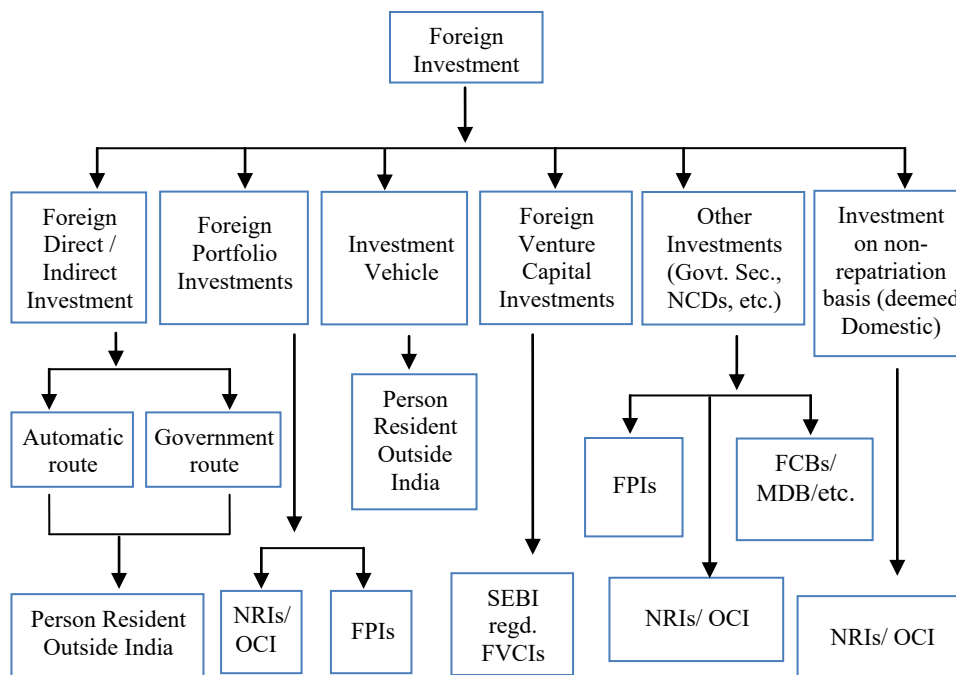 Foreign
Investment
Foreign
Direct /
Indirect
Investment
Foreign
Portfolio
Investments
Investment
Vehicle
Foreign
Venture
Capital
Investments
Other
Investments
(Govt. Sec.,
NCDs, etc.)
Investment
on non-
repatriation
basis (deemed
Domestic)
Automatic
route
Government
route
Person
Resident
Outside
India
FPIs
FCBs/
MDB/etc.
Person Resident
Outside India
NRIs/
OCI
FPIs
SEBI
regd.
FVCIs
NRIs/ OCI
NRIs/ OCI